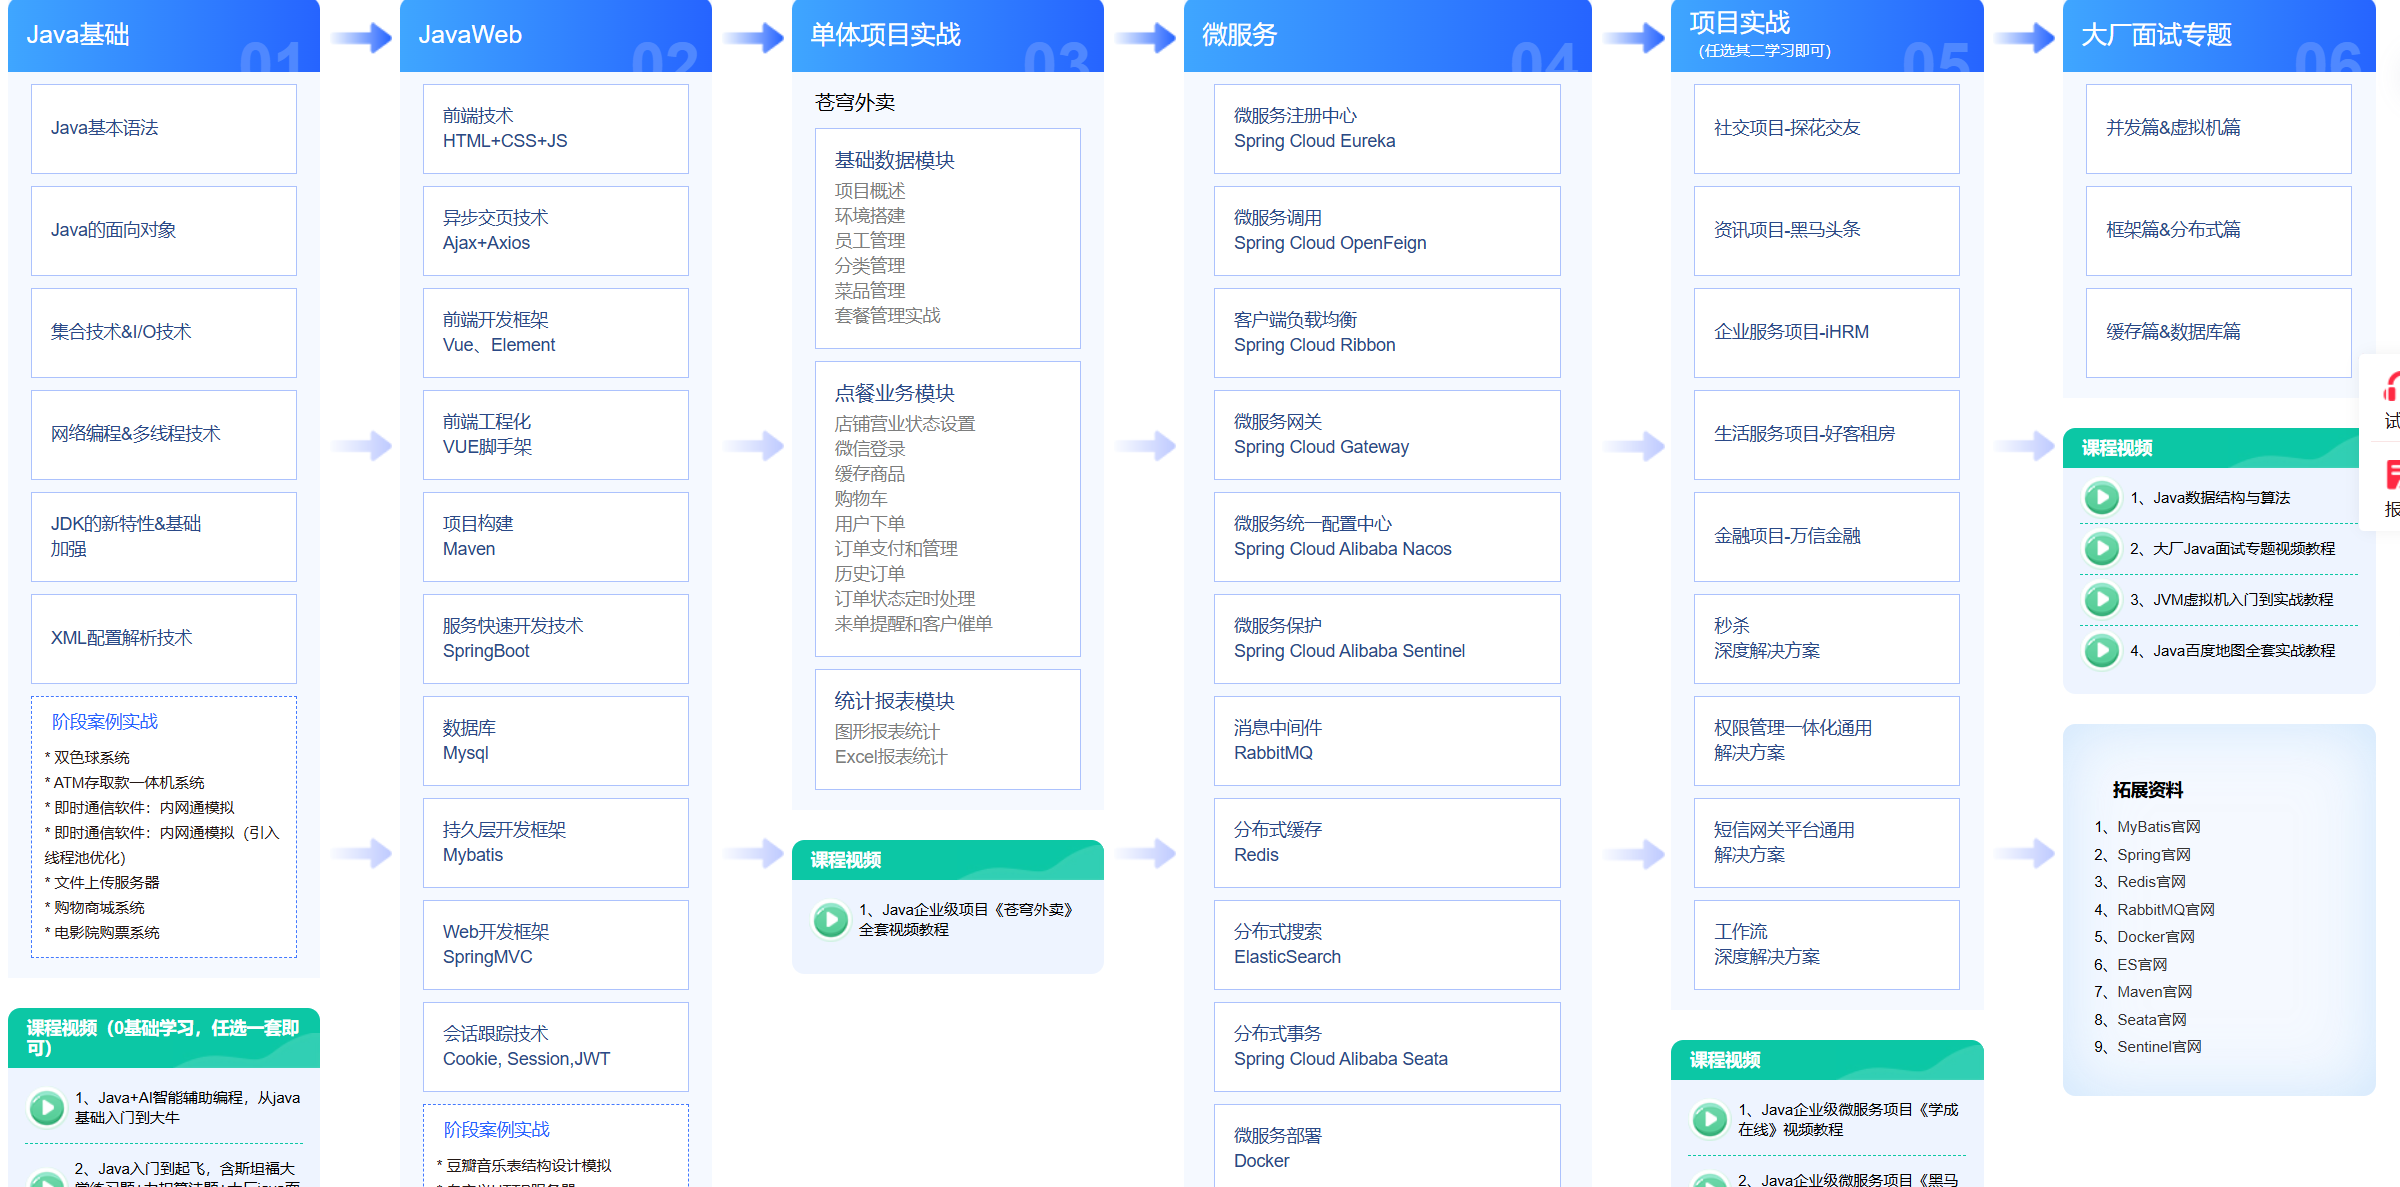 Java基础
01
Java基本语法
Java的面向对象
集合技术&I/O技术
网络编程&多线程技术
JDK的新特性&基础
加强
XML配置解析技术
阶段案例实战
* 双色球系统
* ATM存取款一体机系统
* 即时通信软件：内网通模拟
* 即时通信软件：内网通模拟（引入
线程池优化）
* 文件上传服务器
* 购物商城系统
* 电影院购票系统
课程视频（0基础学习，任选一套即
可）
1、Java+AI智能辅助编程，从java
基础入门到大牛
2、Java入门到起飞，含斯坦福大
JavaWeb
02
前端技术
HTML+CSS+JS
异步交页技术
Ajax+Axios
前端开发框架
Vue、Element
前端工程化
VUE脚手架
项目构建
Maven
服务快速开发技术
SpringBoot
数据库
Mysql
持久层开发框架
Mybatis
Web开发框架
SpringMVC
会话跟踪技术
Cookie, Session,JWT
阶段案例实战
* 豆瓣音乐表结构设计模拟
单体项目实战
03
苍穹外卖
基础数据模块
项目概述
环境搭建
员工管理
分类管理
菜品管理
套餐管理实战
点餐业务模块
店铺营业状态设置
微信登录
缓存商品
购物车
用户下单
订单支付和管理
历史订单
订单状态定时处理
来单提醒和客户催单
统计报表模块
图形报表统计
Excel报表统计
课程视频
1、Java企业级项目《苍穹外卖》
全套视频教程
微服务
04
微服务注册中心
Spring Cloud Eureka
微服务调用
Spring Cloud OpenFeign
客户端负载均衡
Spring Cloud Ribbon
微服务网关
Spring Cloud Gateway
微服务统一配置中心
Spring Cloud Alibaba Nacos
微服务保护
Spring Cloud Alibaba Sentinel
消息中间件
RabbitMQ
分布式缓存
Redis
分布式搜索
ElasticSearch
分布式事务
Spring Cloud Alibaba Seata
微服务部署
Docker
项目实战
（任选其二学习即可）
05
社交项目-探花交友
资讯项目-黑马头条
企业服务项目-iHRM
生活服务项目-好客租房
金融项目-万信金融
秒杀
深度解决方案
权限管理一体化通用
解决方案
短信网关平台通用
解决方案
工作流
深度解决方案
课程视频
1、Java企业级微服务项目《学成
在线》视频教程
2、Java企业级微服务项目《黑马
大厂面试专题
06
并发篇&虚拟机篇
框架篇&分布式篇
缓存篇&数据库篇
课程视频
1、Java数据结构与算法
2、大厂Java面试专题视频教程
3、JVM虚拟机入门到实战教程
4、Java百度地图全套实战教程
拓展资料
1、MyBatis官网
2、Spring官网
3、Redis官网
4、RabbitMQ官网
5、Docker官网
6、ES官网
7、Maven官网
8、Seata官网
9、Sentinel官网
试
报